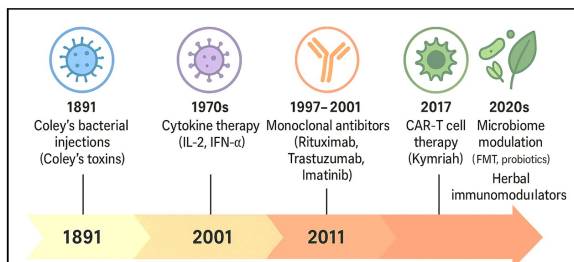 1891
Coley's bacterial
injections
(Coley's toxins)
1970s
Cytokine therapy
(IL-2, IFN-α)
1997–2001
Monoclonal antibitors
(Rituximab,
Trastuzumab,
Imatinib)
2017
CAR-T cell
therapy
(Kymriah)
2020s
Microbiome
modulation
(FMT, probiotics)
Herbal
immunomodulators
1891
2001
2011